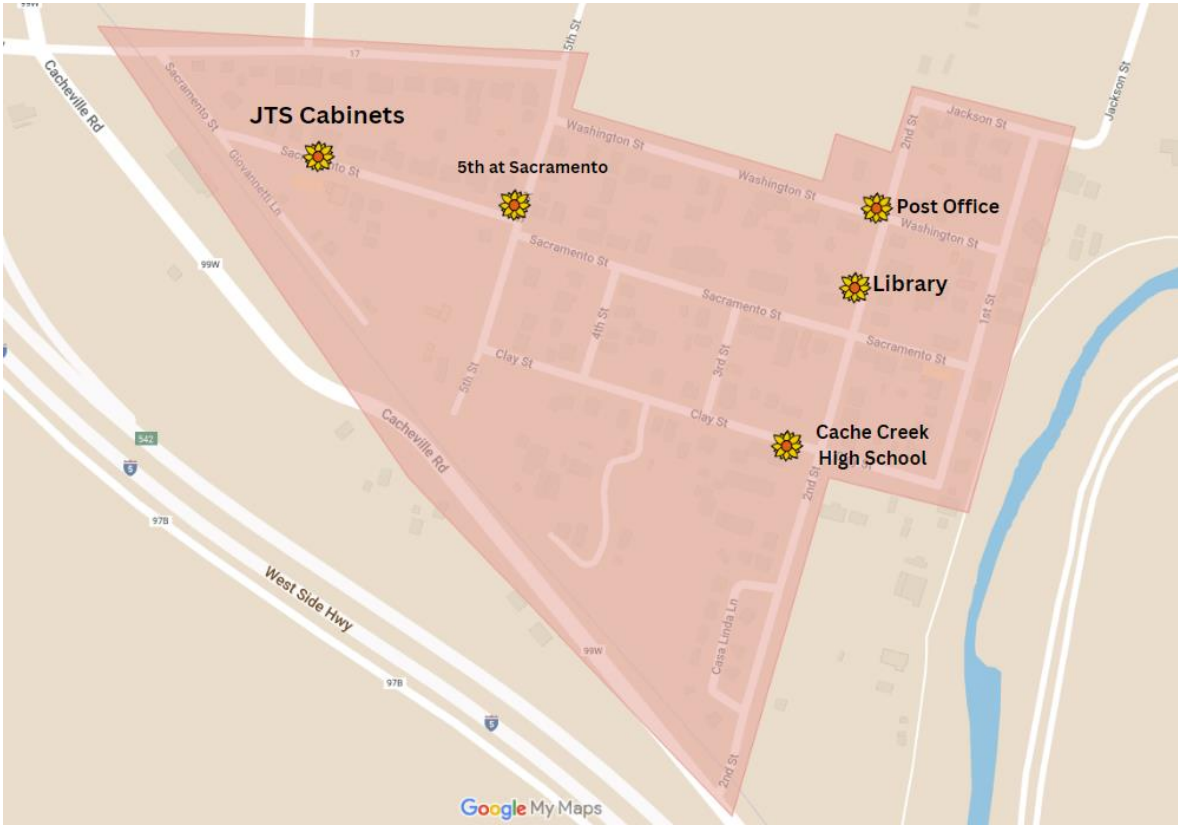 99W
17
5th St
Jackson St
Cacheville Rd
Sacramento St
JTS Cabinets
Washington St
2nd St
Jackson St
Sacramento St
Giovannetti Ln
5th at Sacramento
Washington St
Post Office
Washington St
99W
Sacramento St
Library
Sacramento St
1st St
4th St
Sacramento St
3rd St
Clay St
5th St
Clay St
Cacheville Rd
Cache Creek
High School
St
2nd St
542
5
97B
West Side Hwy
Casa Linda Ln
99W
97B
5
2nd St
Google My Maps